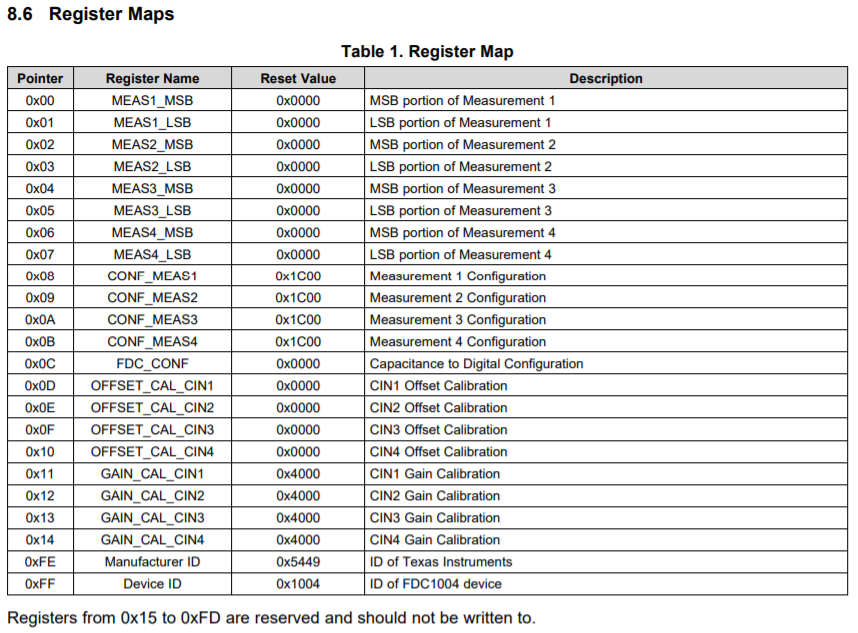 8.6 Register Maps
Table 1. Register Map
Pointer Register Name Reset Value Description
0x00 MEAS1_MSB 0x0000 MSB portion of Measurement 1
0x01 MEAS1_LSB 0x0000 LSB portion of Measurement 1
0x02 MEAS2_MSB 0x0000 MSB portion of Measurement 2
0x03 MEAS2_LSB 0x0000 LSB portion of Measurement 2
0x04 MEAS3_MSB 0x0000 MSB portion of Measurement 3
0x05 MEAS3_LSB 0x0000 LSB portion of Measurement 3
0x06 MEAS4_MSB 0x0000 MSB portion of Measurement 4
0x07 MEAS4_LSB 0x0000 LSB portion of Measurement 4
0x08 CONF_MEAS1 0x1C00 Measurement 1 Configuration
0x09 CONF_MEAS2 0x1C00 Measurement 2 Configuration
0x0A CONF_MEAS3 0x1C00 Measurement 3 Configuration
0x0B CONF_MEAS4 0x1C00 Measurement 4 Configuration
0x0C FDC_CONF 0x0000 Capacitance to Digital Configuration
0x0D OFFSET_CAL_CIN1 0x0000 CIN1 Offset Calibration
0x0E OFFSET_CAL_CIN2 0x0000 CIN2 Offset Calibration
0x0F OFFSET_CAL_CIN3 0x0000 CIN3 Offset Calibration
0x10 OFFSET_CAL_CIN4 0x0000 CIN4 Offset Calibration
0x11 GAIN_CAL_CIN1 0x4000 CIN1 Gain Calibration
0x12 GAIN_CAL_CIN2 0x4000 CIN2 Gain Calibration
0x13 GAIN_CAL_CIN3 0x4000 CIN3 Gain Calibration
0x14 GAIN_CAL_CIN4 0x4000 CIN4 Gain Calibration
0xFE Manufacturer ID 0x5449 ID of Texas Instruments
0xFF Device ID 0x1004 ID of FDC1004 device
Registers from 0x15 to 0xFD are reserved and should not be written to.